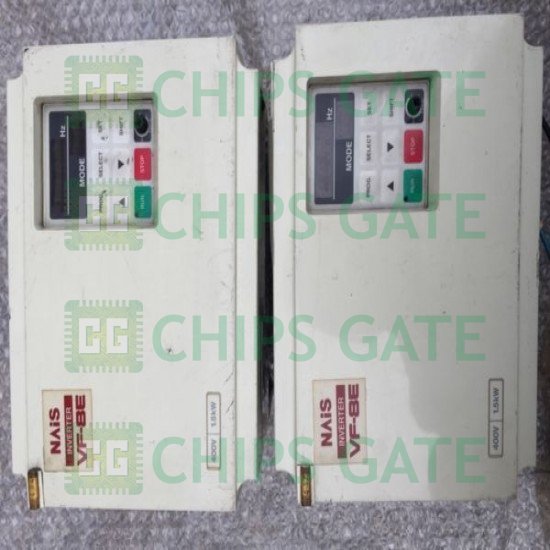 CHIPS GATE
CHIPS GATE
CHIPS GATE
CHIPS GATE
Hz
MODE
SET
SHIFT
SELECT
STOP
PROG
RUN
NAiS
INVERTER
VF-8E
400V 1.5kW
Hz
MODE
SET
SHIFT
SELECT
STOP
PROG
RUN
NAiS
INVERTER
VF-8E
400V 1.5kW